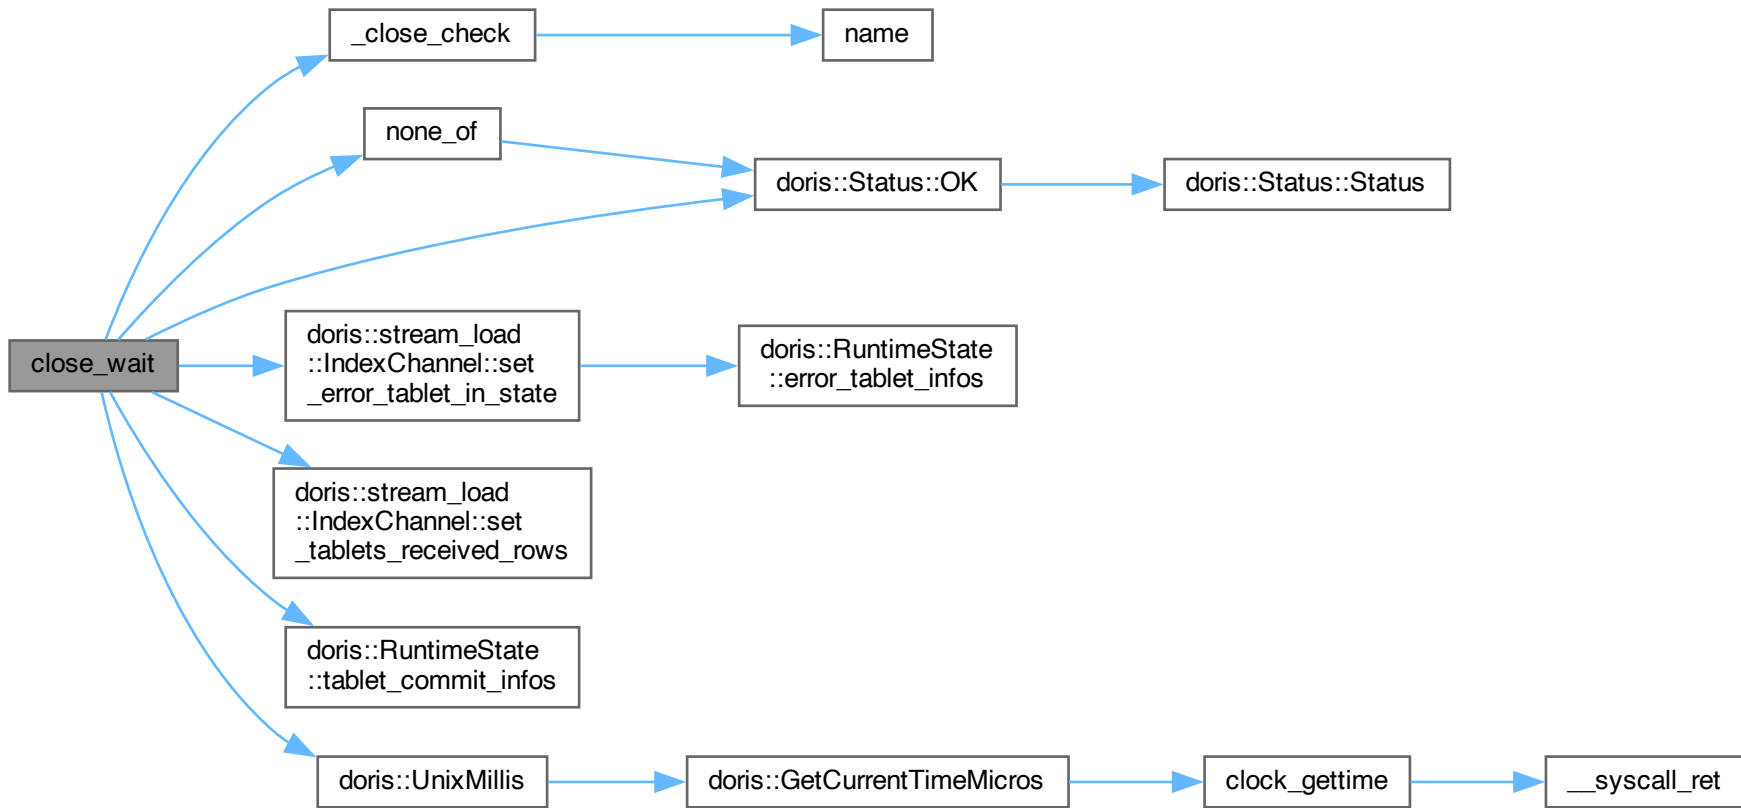 _close_check
name
none_of
doris::Status::OK
doris::Status::Status
close_wait
doris::stream_load
::IndexChannel::set
_error_tablet_in_state
doris::RuntimeState
::error_tablet_infos
doris::stream_load
::IndexChannel::set
_tablets_received_rows
doris::RuntimeState
::tablet_commit_infos
doris::UnixMillis
doris::GetCurrentTimeMicros
clock_gettime
__syscall_ret